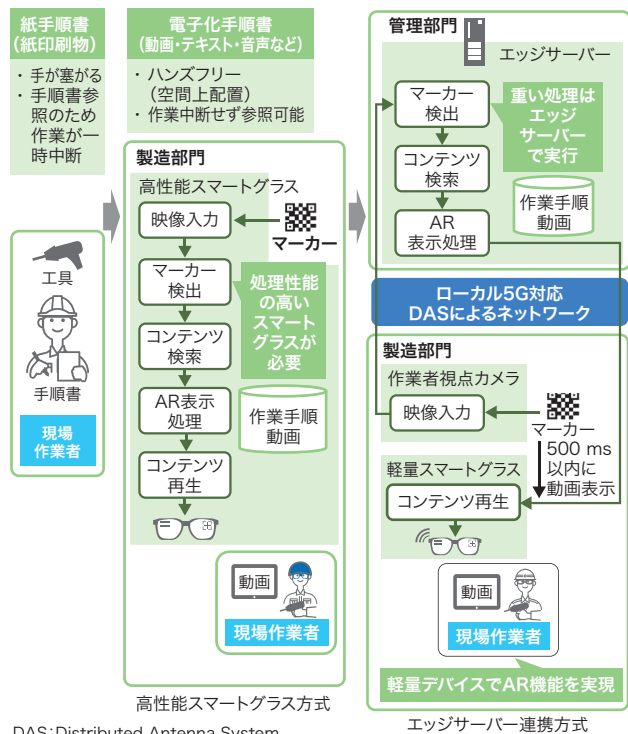 紙手順書
（紙印刷物）
・ 手が塞がる
・ 手順書参
照のため
作業が一
時中断
工具
手順書
現場
作業者
電子化手順書
（動画・テキスト・音声など）
・ ハンズフリー
（空間上配置）
・ 作業中断せず参照可能
製造部門
高性能スマートグラス
映像入力
マーカー
マーカー
検出
処理性能
の高い
スマート
グラスが
必要
コンテンツ
検索
AR表示
処理
作業手順
動画
コンテンツ
再生
動画
現場作業者
高性能スマートグラス方式
管理部門
エッジサーバー
マーカー
検出
重い処理は
エッジ
サーバー
で実行
コンテンツ
検索
作業手順
動画
AR
表示処理
ローカル5G対応
DASによるネットワーク
製造部門
作業者視点カメラ
映像入力
マーカー
500 ms
以内に
動画表示
軽量スマートグラス
コンテンツ再生
動画
現場作業者
軽量デバイスでAR機能を実現
エッジサーバー連携方式
DAS：Distributed Antenna System